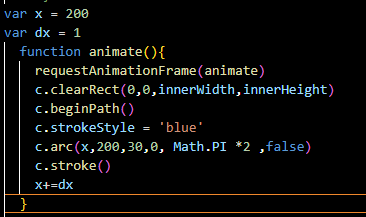 var x = 200
var dx = 1
function animate(){
requestAnimationFrame(animate)
c.clearRect(0,0,innerWidth,innerHeight)
c.beginPath()
c.strokeStyle = 'blue'
c.arc(x,200,30,0, Math.PI *2 ,false)
c.stroke()
x+=dx
}